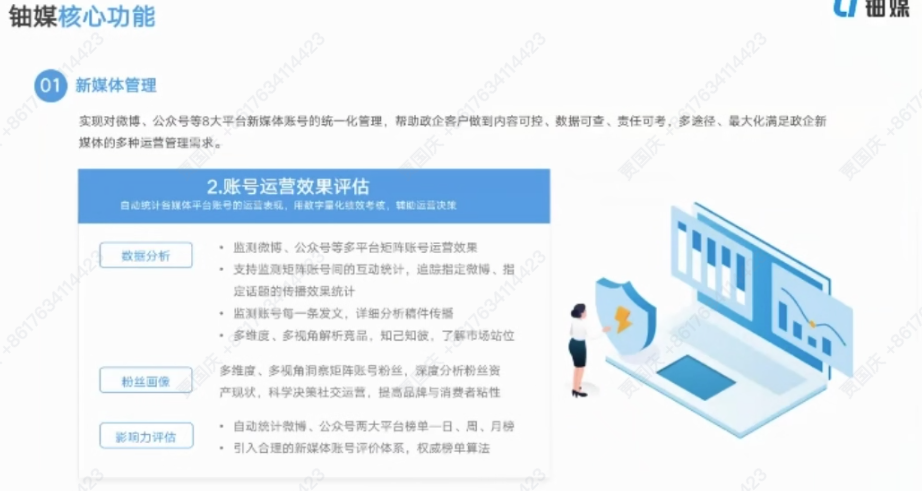 铀媒核心功能
铀媒
01 新媒体管理
实现对微博、公众号等8大平台新媒体账号的统一化管理，帮助政企客户做到内容可控、数据可查、责任可考，多途径、最大化满足政企新
媒体的多种运营管理需求。
2.账号运营效果评估
自动统计各媒体平台账号的运营表现，用数字量化绩效考核，辅助运营决策
数据分析
• 监测微博、公众号等多平台矩阵账号运营效果
• 支持监测矩阵账号间的互动统计，追踪指定微博、指
定话题的传播效果统计
• 监测账号每一条发文，详细分析稿件传播
• 多维度、多视角解析竞品，知己知彼，了解市场站位
粉丝画像
多维度、多视角洞察矩阵账号粉丝，深度分析粉丝资
产现状，科学决策社交运营，提高品牌与消费者粘性
影响力评估
• 自动统计微博、公众号两大平台榜单—日、周、月榜
• 引入合理的新媒体账号评价体系，权威榜单算法
贾国庆 +8617634114423